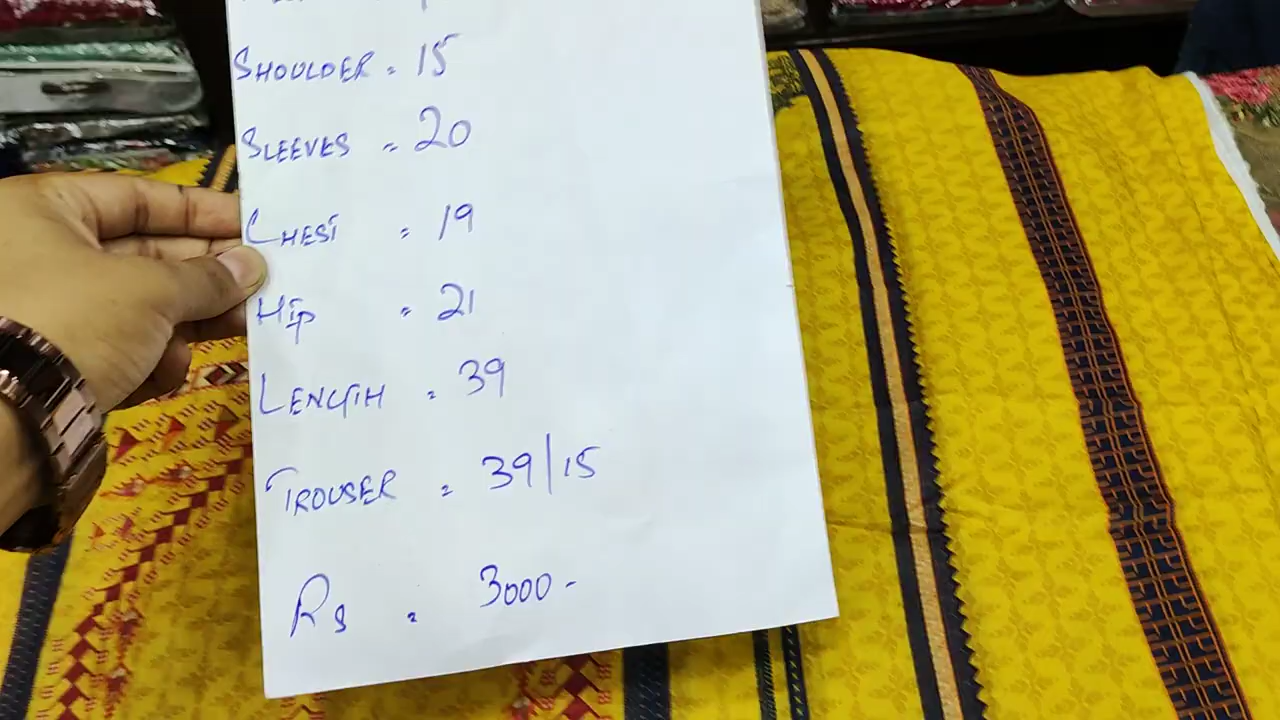 SHOULDER = 15
SLEEVES = 20
CHEST = 19
Hip = 21
LENGTH = 39
TROUSER = 39/15
Rs = 3000-